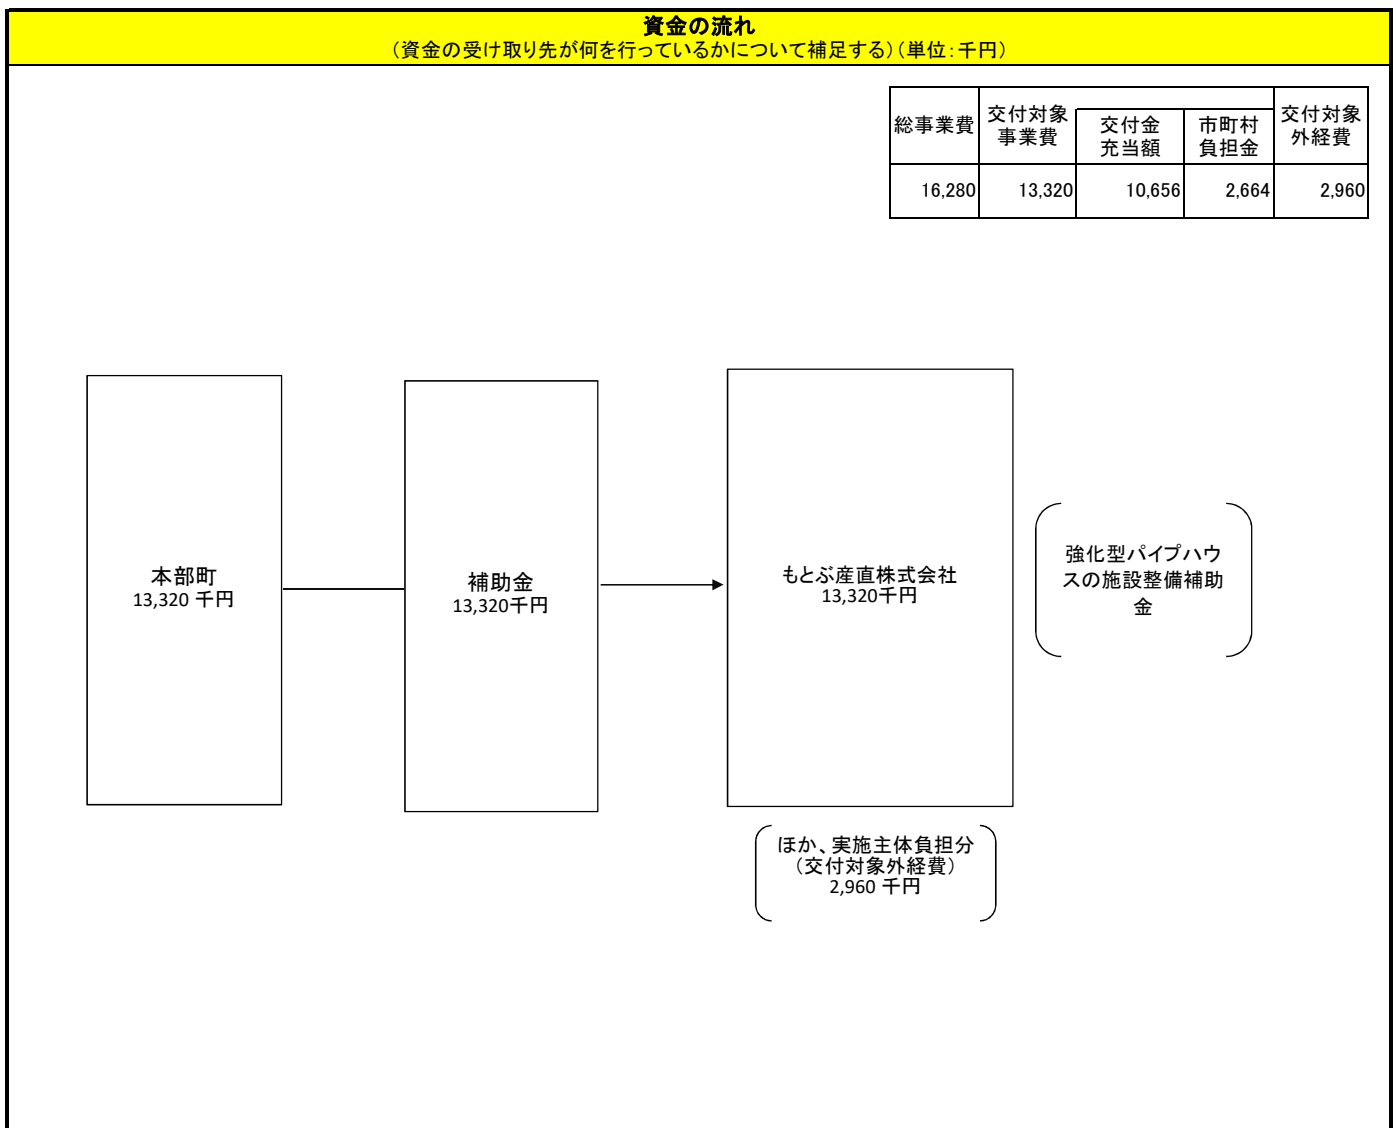 資金の流れ
（資金の受け取り先が何を行っているかについて補足する）（単位：千円）
総事業費
交付対象
事業費
交付金
充当額
市町村
負担金
交付対象
外経費
16,280
13,320
10,656
2,664
2,960
本部町
13,320 千円
補助金
13,320千円
もとぶ産直株式会社
13,320千円
強化型パイプハウ
スの施設整備補助
金
ほか、実施主体負担分
（交付対象外経費）
2,960 千円